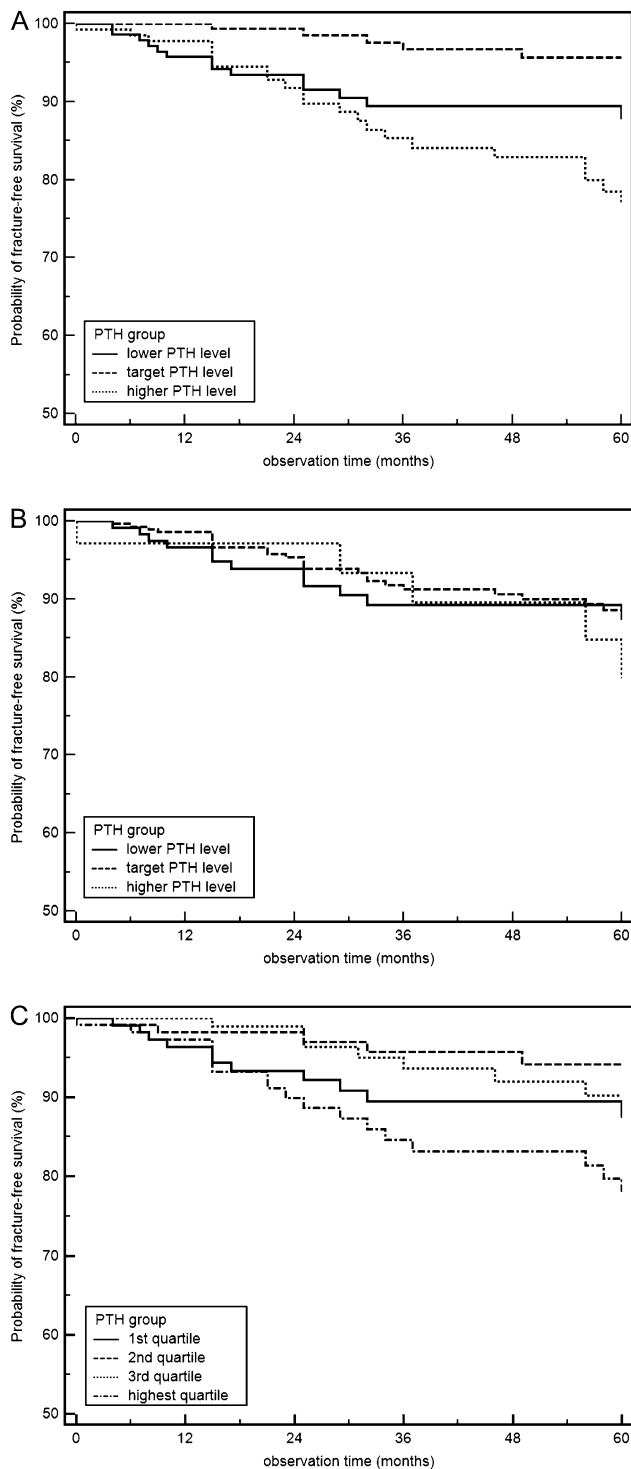 A
Probability of fracture-free survival (%)
100
90
80
70
60
50
PTH group
lower PTH level
target PTH level
higher PTH level
0 12 24 36 48 60
observation time (months)
B
Probability of fracture-free survival (%)
100
90
80
70
60
50
PTH group
lower PTH level
target PTH level
higher PTH level
0 12 24 36 48 60
observation time (months)
C
Probability of fracture-free survival (%)
100
90
80
70
60
50
PTH group
1st quartile
2nd quartile
3rd quartile
highest quartile
0 12 24 36 48 60
observation time (months)